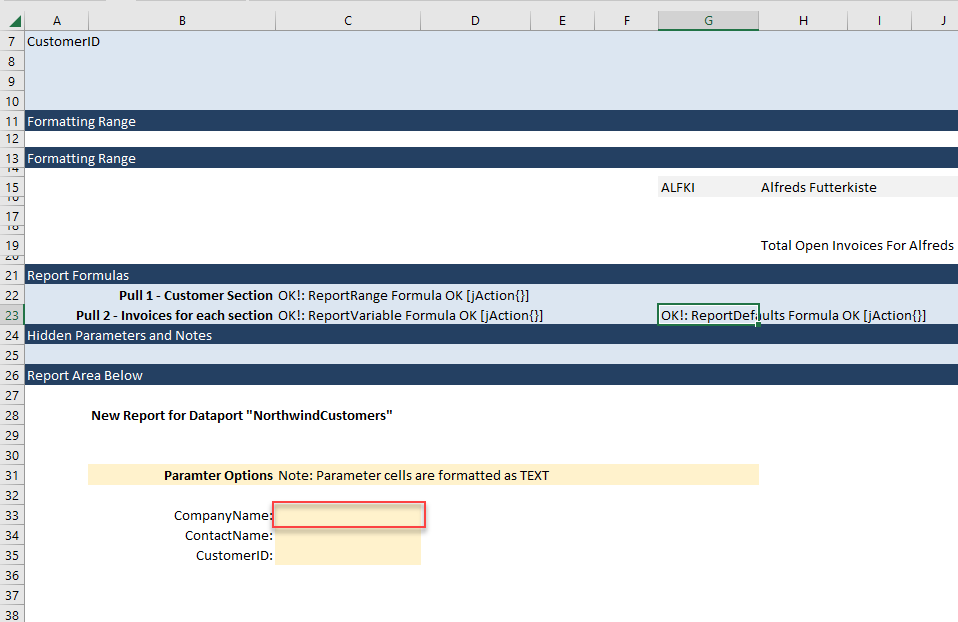 A B C D E F G H I J
7 CustomerID
8
9
10
11 Formatting Range
12
13 Formatting Range
14
15 ALFKI Alfreds Futterkiste
16
17
18
19 Total Open Invoices For Alfreds
20
21 Report Formulas
22 Pull 1 - Customer Section OK!: ReportRange Formula OK [jAction{}]
23 Pull 2 - Invoices for each section OK!: ReportVariable Formula OK [jAction{}] OK!: ReportDefaults Formula OK [jAction{}]
24 Hidden Parameters and Notes
25
26 Report Area Below
27
28 New Report for Dataport "NorthwindCustomers"
29
30
31 Paramter Options Note: Parameter cells are formatted as TEXT
32
33 CompanyName:
34 ContactName:
35 CustomerID:
36
37
38